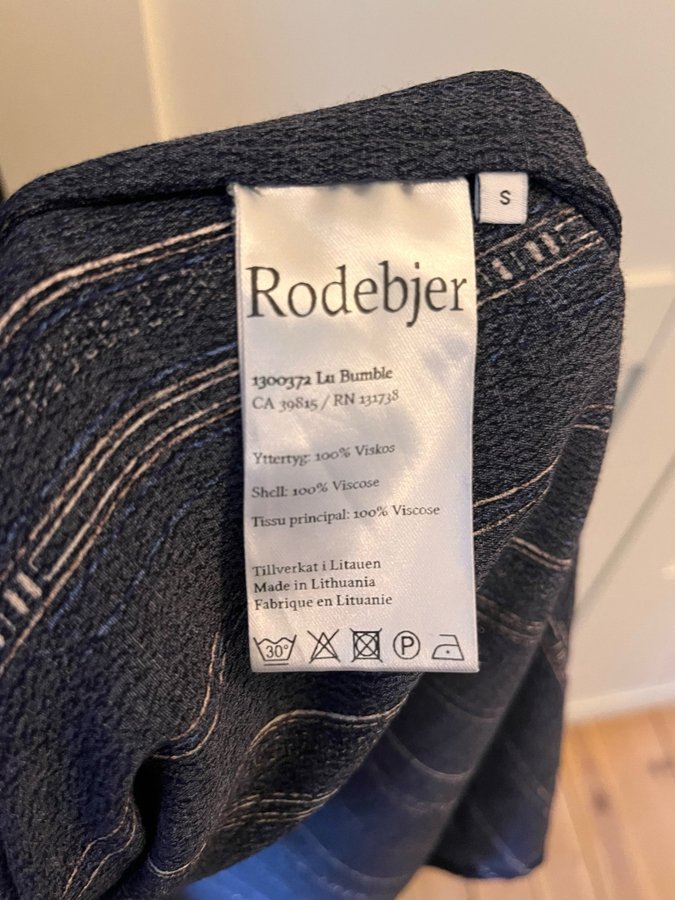 S
Rodebjer
1300372 Lu Bumble
CA 39815 / RN 131738
Yttertyg: 100% Viskos
Shell: 100% Viscose
Tissu principal: 100% Viscose
Tillverkat i Litauen
Made in Lithuania
Fabrique en Lituanie
30° P